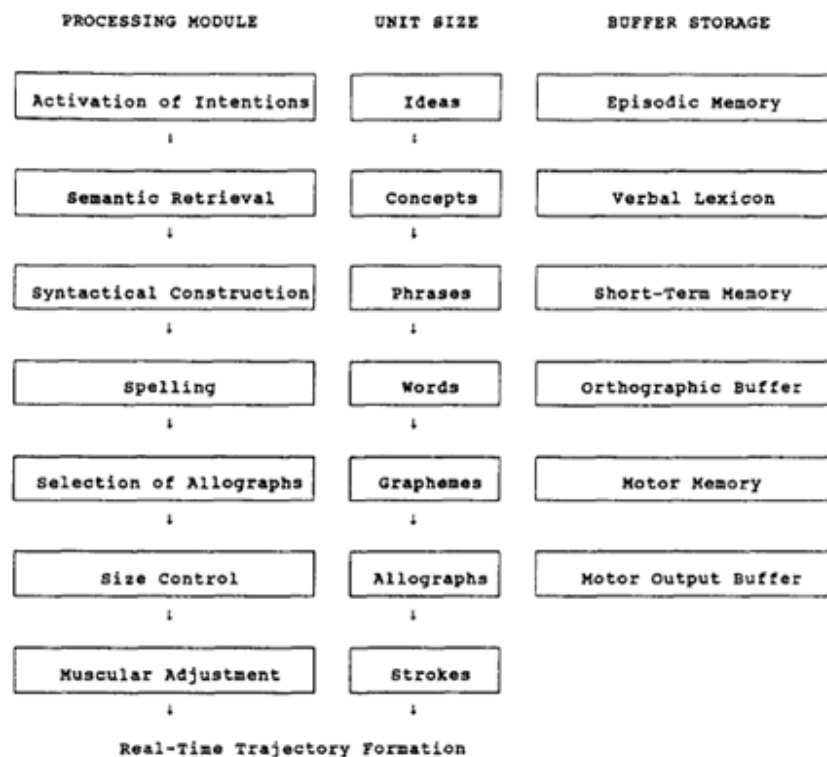 PROCESSING MODULE UNIT SIZE BUFFER STORAGE
Activation of Intentions Ideas Episodic Memory
↓ ↓
Semantic Retrieval Concepts Verbal Lexicon
↓ ↓
Syntactical Construction Phrases Short-Term Memory
↓ ↓
Spelling Words Orthographic Buffer
↓ ↓
Selection of Allographs Graphemes Motor Memory
↓ ↓
Size Control Allographs Motor Output Buffer
↓ ↓
Muscular Adjustment Strokes
↓ ↓
Real-Time Trajectory Formation